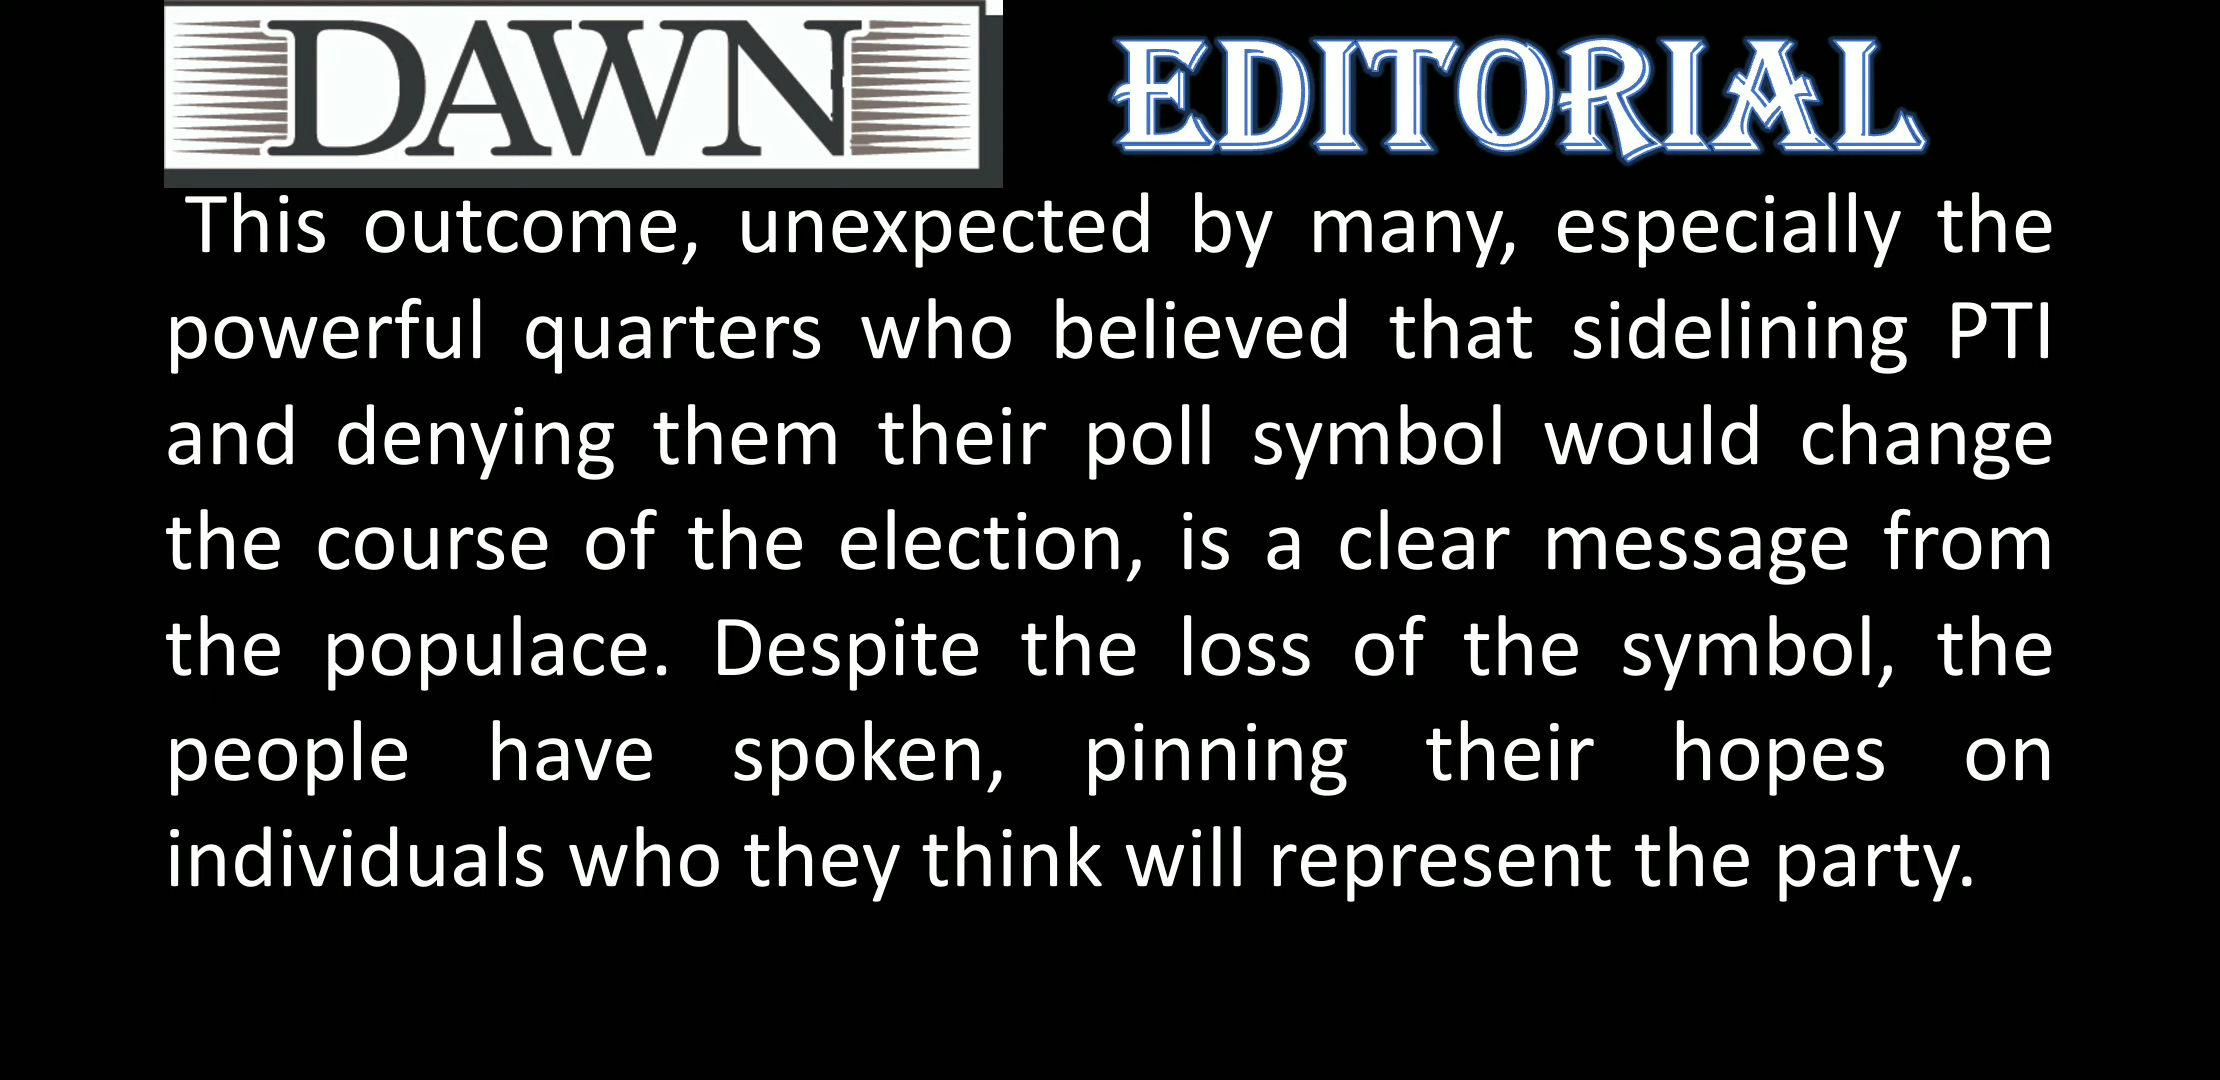 DAWN EDITORIAL
This outcome, unexpected by many, especially the
powerful quarters who believed that sidelining PTI
and denying them their poll symbol would change
the course of the election, is a clear message from
the populace. Despite the loss of the symbol, the
people have spoken, pinning their hopes on
individuals who they think will represent the party.